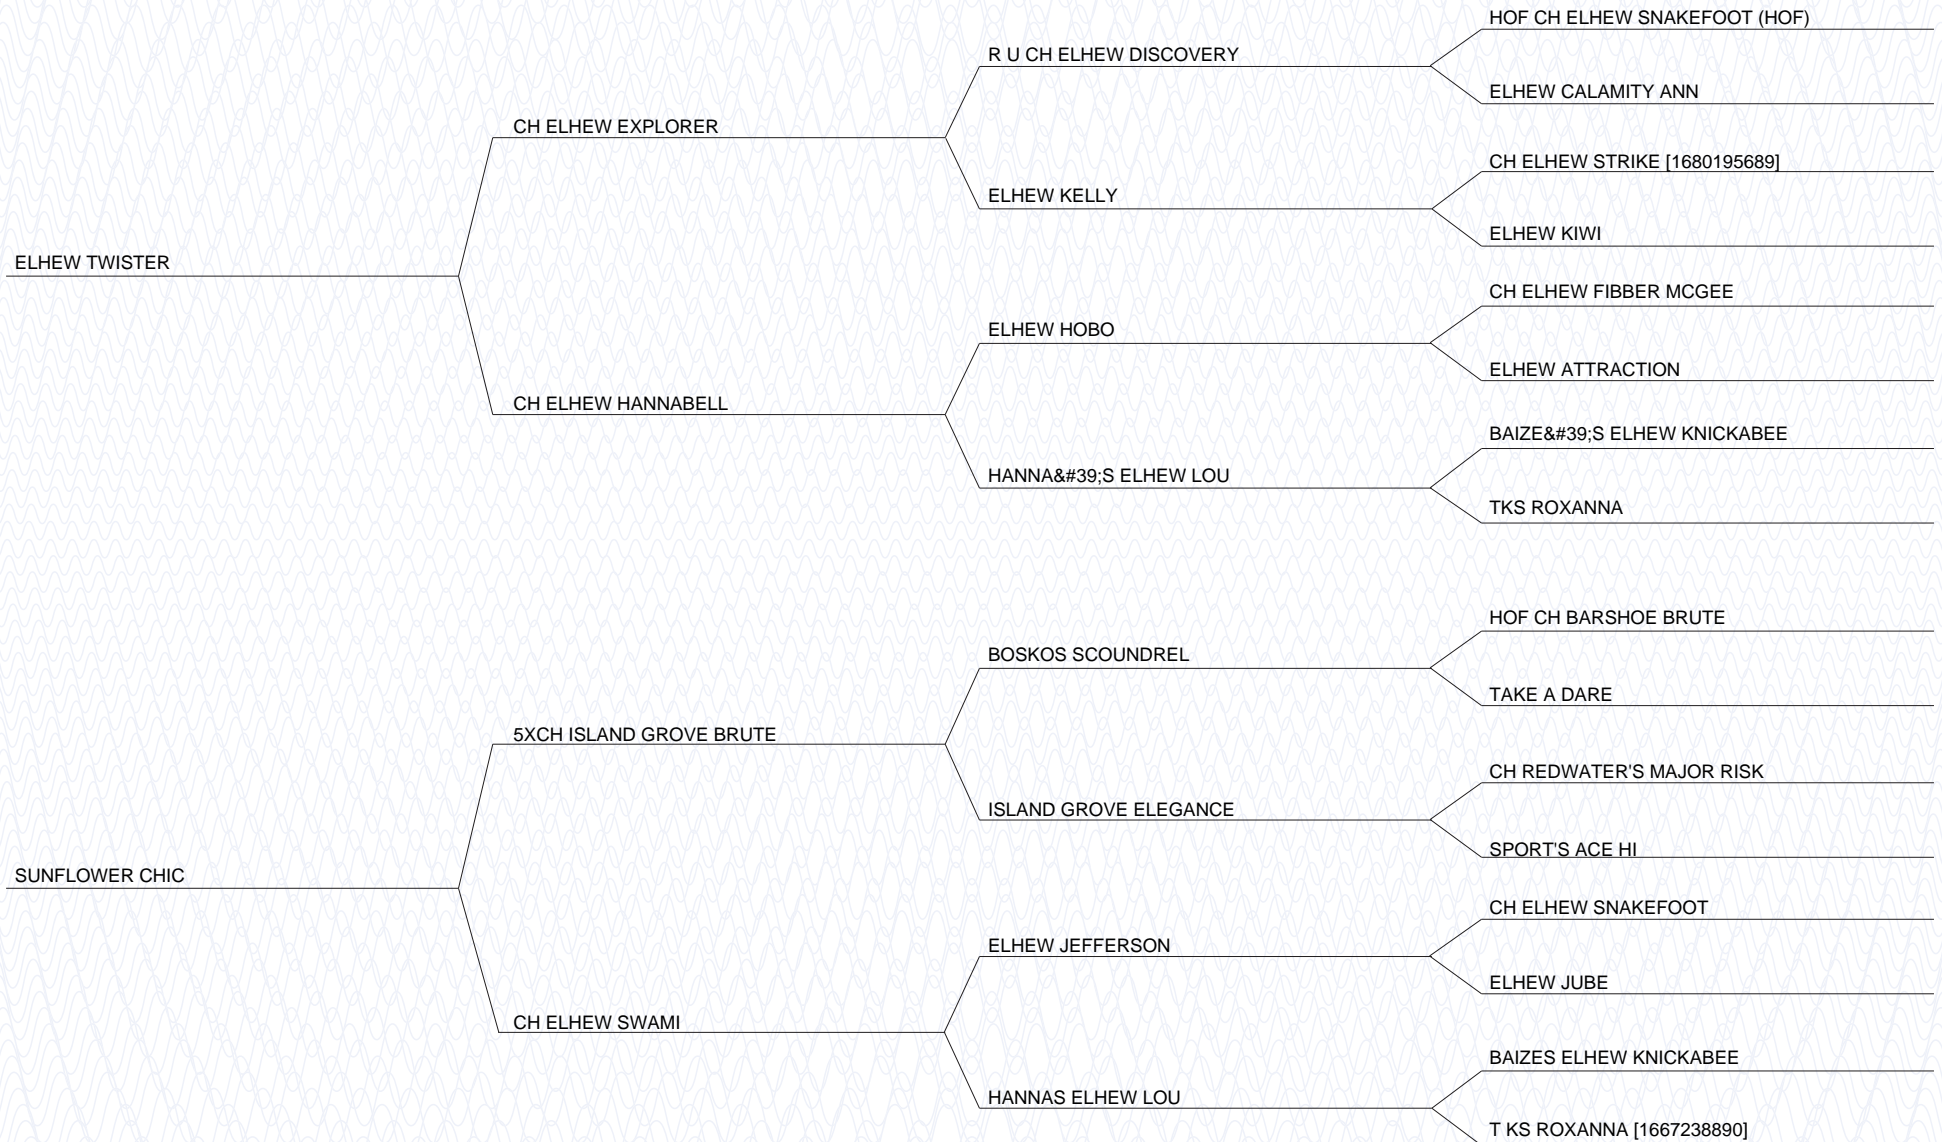 HOF CH ELHEW SNAKEFOOT (HOF)
R U CH ELHEW DISCOVERY
ELHEW CALAMITY ANN
CH ELHEW EXPLORER
CH ELHEW STRIKE [1680195689]
ELHEW KELLY
ELHEW KIWI
ELHEW TWISTER
CH ELHEW FIBBER MCGEE
ELHEW HOBO
ELHEW ATTRACTION
CH ELHEW HANNABELL
BAIZE&#39;S ELHEW KNICKABEE
HANNA&#39;S ELHEW LOU
TKS ROXANNA
HOF CH BARSHOE BRUTE
BOSKOS SCOUNDREL
TAKE A DARE
5XCH ISLAND GROVE BRUTE
CH REDWATER'S MAJOR RISK
ISLAND GROVE ELEGANCE
SPORT'S ACE HI
SUNFLOWER CHIC
CH ELHEW SNAKEFOOT
ELHEW JEFFERSON
ELHEW JUBE
CH ELHEW SWAMI
BAIZES ELHEW KNICKABEE
HANNAS ELHEW LOU
T KS ROXANNA [1667238890]